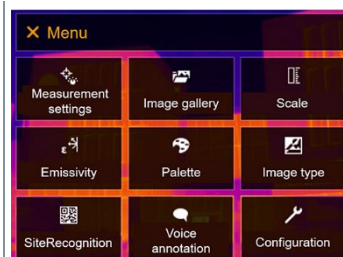 × Menu
Measurement
settings
Image gallery
Scale
Emissivity
Palette
Image type
SiteRecognition
Voice
annotation
Configuration